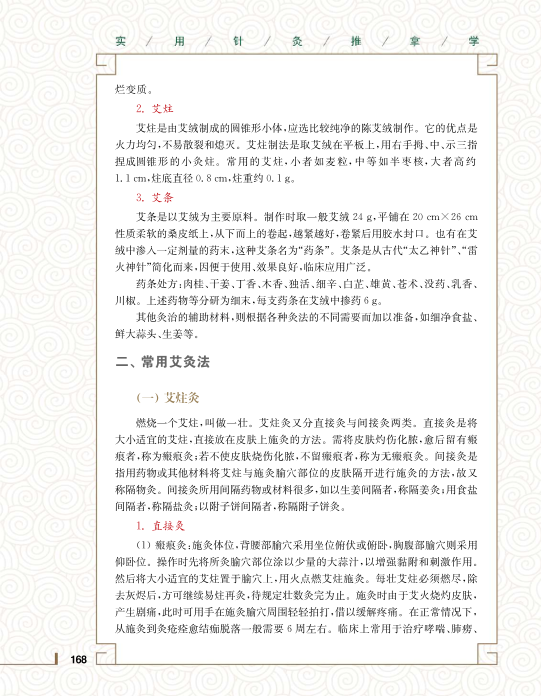 实 / 用 / 针 / 灸 / 推 / 拿 / 学
烂变质。
2. 艾炷
艾炷是由艾绒制成的圆锥形小体,应选比较纯净的陈艾绒制作。它的优点是
火力均匀,不易散裂和熄灭。艾炷制法是取艾绒在平板上,用右手拇、中、示三指
捏成圆锥形的小灸炷。常用的艾炷,小者如麦粒,中等如半枣核,大者高约
1.1 cm,炷底直径 0.8 cm,炷重约 0.1 g。
3. 艾条
艾条是以艾绒为主要原料。制作时取一般艾绒 24 g,平铺在 20 cm×26 cm
性质柔软的桑皮纸上,从下而上的卷起,越紧越好,卷紧后用胶水封口。也有在艾
绒中渗入一定剂量的药末,这种艾条名为“药条”。艾条是从古代“太乙神针”、“雷
火神针”简化而来,因便于使用、效果良好,临床应用广泛。
药条处方:肉桂、干姜、丁香、木香、独活、细辛、白芷、雄黄、苍术、没药、乳香、
川椒。上述药物等分研为细末,每支药条在艾绒中掺药 6 g。
其他灸治的辅助材料,则根据各种灸法的不同需要而加以准备,如细净食盐、
鲜大蒜头、生姜等。
二、常用艾灸法
(一) 艾炷灸
燃烧一个艾炷,叫做一壮。艾炷灸又分直接灸与间接灸两类。直接灸是将
大小适宜的艾炷,直接放在皮肤上施灸的方法。需将皮肤灼伤化脓,愈后留有瘢
痕者,称为瘢痕灸;若不使皮肤烧伤化脓,不留瘢痕者,称为无瘢痕灸。间接灸是
指用药物或其他材料将艾炷与施灸腧穴部位的皮肤隔开进行施灸的方法,故又
称隔物灸。间接灸所用间隔药物或材料很多,如以生姜间隔者,称隔姜灸;用食盐
间隔者,称隔盐灸;以附子饼间隔者,称隔附子饼灸。
1. 直接灸
(1) 瘢痕灸:施灸体位,背腰部腧穴采用坐位俯伏或俯卧,胸腹部腧穴则采用
仰卧位。操作时先将所灸腧穴部位涂以少量的大蒜汁,以增强黏附和刺激作用。
然后将大小适宜的艾炷置于腧穴上,用火点燃艾炷施灸。每壮艾炷必须燃尽,除
去灰烬后,方可继续易炷再灸,待规定壮数灸完为止。施灸时由于艾火烧灼皮肤,
产生剧痛,此时可用手在施灸腧穴周围轻轻拍打,借以缓解疼痛。在正常情况下,
从施灸到灸疮痊愈结痂脱落一般需要 6 周左右。临床上常用于治疗哮喘、肺痨、
168